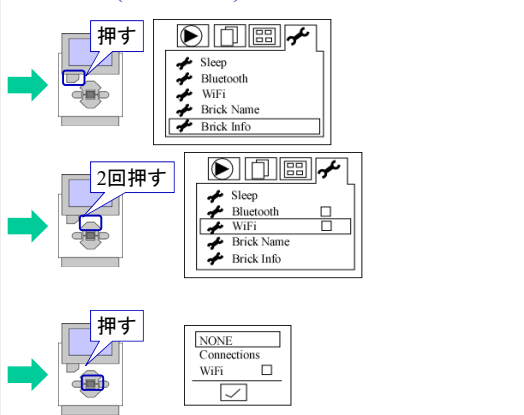 押す
Sleep
Bluetooth
WiFi
Brick Name
Brick Info
2回押す
Sleep
Bluetooth
WiFi
Brick Name
Brick Info
押す
NONE
Connections
WiFi